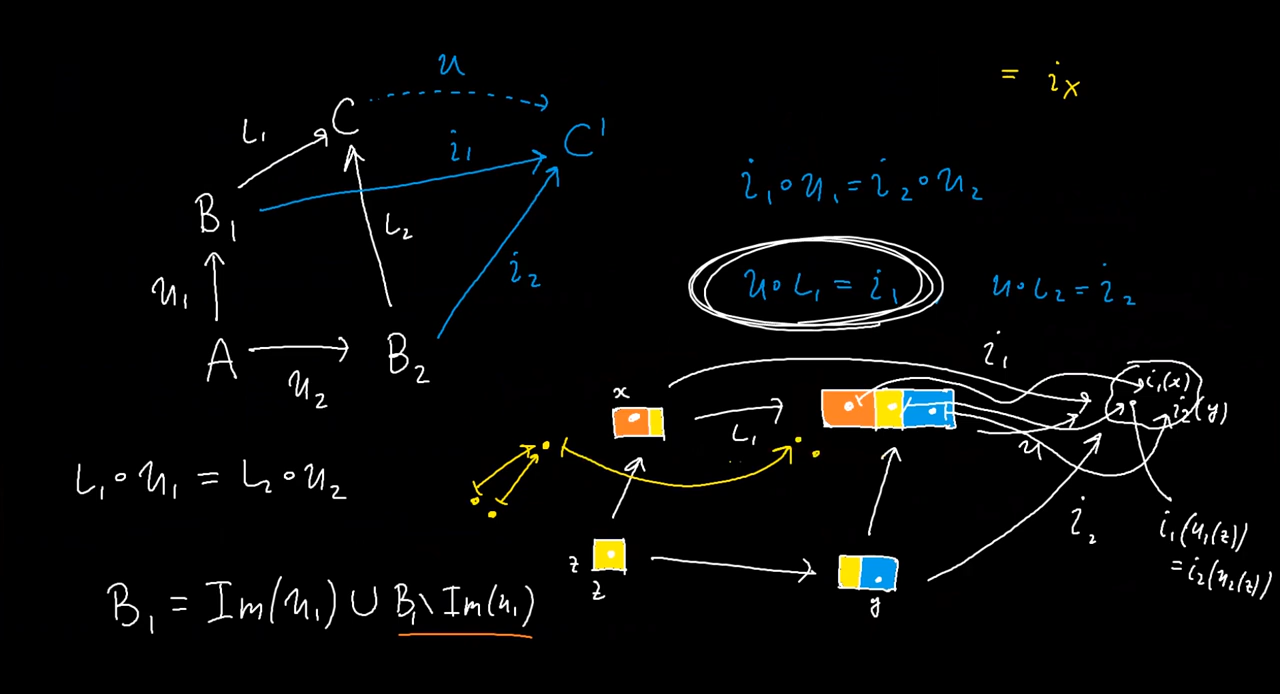 u
= i_x
C
L₁
i₁
C'
i₁∘u₁ = i₂∘u₂
B₁
L₂
u₁
i₂
u∘L₁ = i₁
u∘L₂ = i₂
A
B₂
u₂
i₁
x
i₁(x)
i₂(y)
L₁
u
L₁∘u₁ = L₂∘u₂
i₂
i₁(u₁(z))
= i₂(u₂(z))
z
z
y
B₁ = Im(u₁) ∪ B₁\Im(u₁)